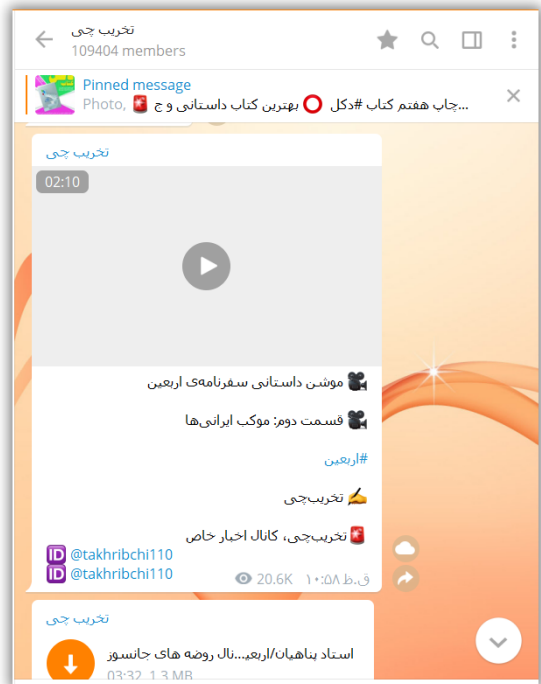 تخریب چی
109404 members
Pinned message
Photo, 🚨 چاپ هفتم کتاب #دکل ⭕ بهترین کتاب داستانی و ج...
تخریب چی
02:10
🎥 موشن داستانی سفرنامه‌ی اربعین
🎥 قسمت دوم: موکب ایرانی‌ها
#اربعین
✍ تخریب‌چی
🚨 تخریب‌چی، کانال اخبار خاص
🆔 @takhribchi110
🆔 @takhribchi110
20.6K ۱۰:۵۸ ق.ظ
تخریب چی
استاد پناهیان/اربعیـ...نال روضه های جانسوز
03:32, 1.3 MB